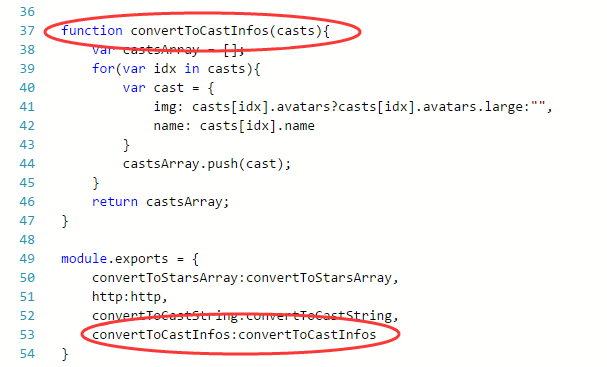 36
37 function convertToCastInfos(casts){
38 var castsArray = [];
39 for(var idx in casts){
40 var cast = {
41 img: casts[idx].avatars?casts[idx].avatars.large:"",
42 name: casts[idx].name
43 }
44 castsArray.push(cast);
45 }
46 return castsArray;
47 }
48
49 module.exports = {
50 convertToStarsArray:convertToStarsArray,
51 http:http,
52 convertToCastString:convertToCastString,
53 convertToCastInfos:convertToCastInfos
54 }